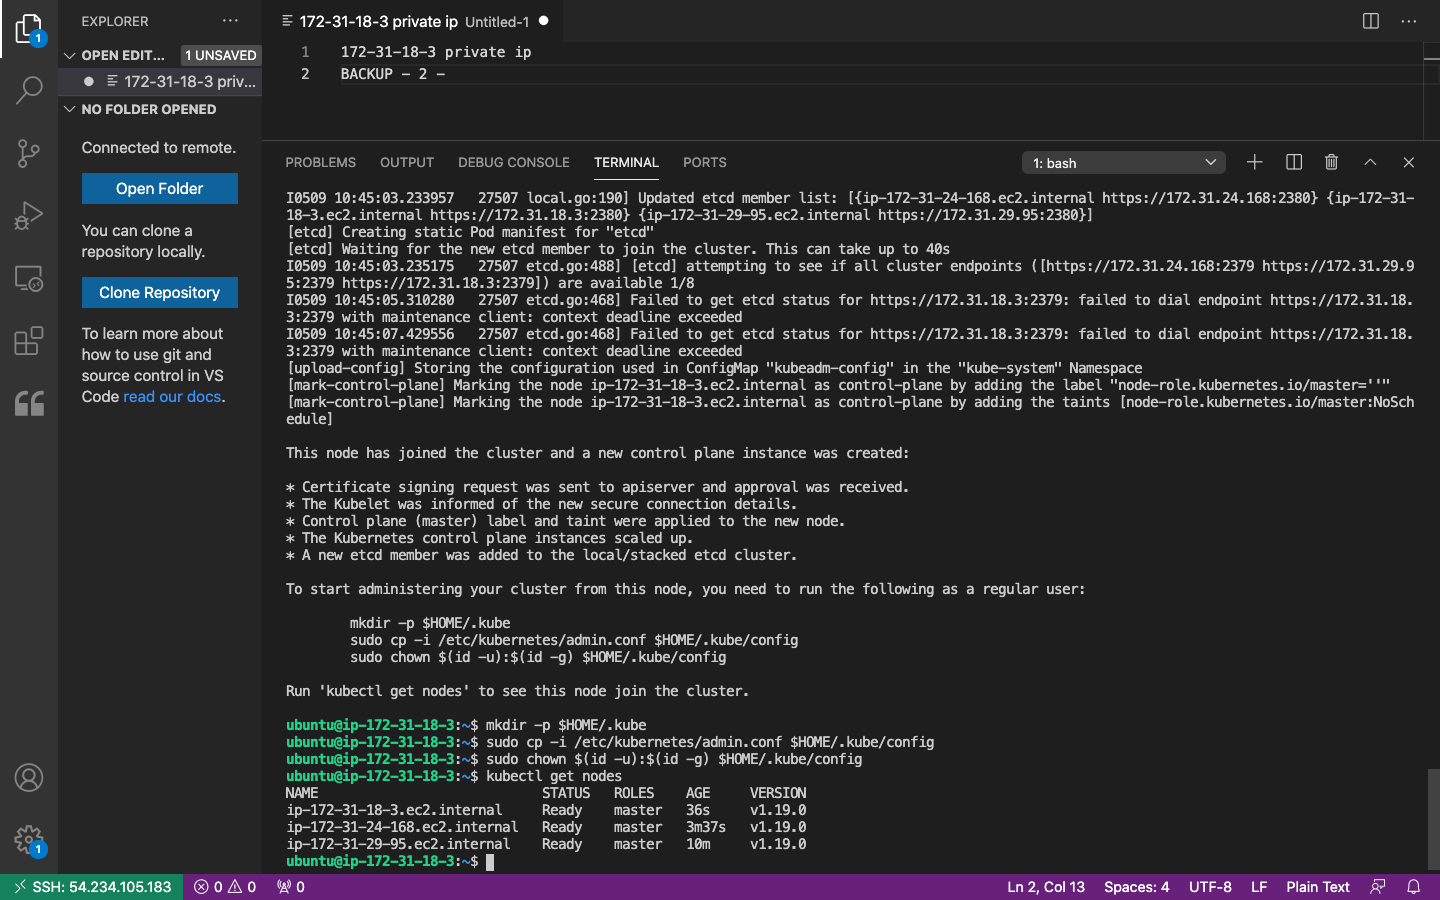 EXPLORER
OPEN EDIT... 1 UNSAVED
172-31-18-3 priv...
NO FOLDER OPENED
Connected to remote.
Open Folder
You can clone a
repository locally.
Clone Repository
To learn more about
how to use git and
source control in VS
Code read our docs.
1
1
172-31-18-3 private ip Untitled-1
1 172-31-18-3 private ip
2 BACKUP - 2 -
PROBLEMS OUTPUT DEBUG CONSOLE TERMINAL PORTS 1: bash
I0509 10:45:03.233957   27507 local.go:190] Updated etcd member list: [{ip-172-31-24-168.ec2.internal https://172.31.24.168:2380} {ip-172-31-
18-3.ec2.internal https://172.31.18.3:2380} {ip-172-31-29-95.ec2.internal https://172.31.29.95:2380}]
[etcd] Creating static Pod manifest for "etcd"
[etcd] Waiting for the new etcd member to join the cluster. This can take up to 40s
I0509 10:45:03.235175   27507 etcd.go:488] [etcd] attempting to see if all cluster endpoints ([https://172.31.24.168:2379 https://172.31.29.9
5:2379 https://172.31.18.3:2379]) are available 1/8
I0509 10:45:05.310280   27507 etcd.go:468] Failed to get etcd status for https://172.31.18.3:2379: failed to dial endpoint https://172.31.18.
3:2379 with maintenance client: context deadline exceeded
I0509 10:45:07.429556   27507 etcd.go:468] Failed to get etcd status for https://172.31.18.3:2379: failed to dial endpoint https://172.31.18.
3:2379 with maintenance client: context deadline exceeded
[upload-config] Storing the configuration used in ConfigMap "kubeadm-config" in the "kube-system" Namespace
[mark-control-plane] Marking the node ip-172-31-18-3.ec2.internal as control-plane by adding the label "node-role.kubernetes.io/master=''"
[mark-control-plane] Marking the node ip-172-31-18-3.ec2.internal as control-plane by adding the taints [node-role.kubernetes.io/master:NoSch
edule]
This node has joined the cluster and a new control plane instance was created:
* Certificate signing request was sent to apiserver and approval was received.
* The Kubelet was informed of the new secure connection details.
* Control plane (master) label and taint were applied to the new node.
* The Kubernetes control plane instances scaled up.
* A new etcd member was added to the local/stacked etcd cluster.
To start administering your cluster from this node, you need to run the following as a regular user:
mkdir -p $HOME/.kube
sudo cp -i /etc/kubernetes/admin.conf $HOME/.kube/config
sudo chown $(id -u):$(id -g) $HOME/.kube/config
Run 'kubectl get nodes' to see this node join the cluster.
ubuntu@ip-172-31-18-3:~$ mkdir -p $HOME/.kube
ubuntu@ip-172-31-18-3:~$ sudo cp -i /etc/kubernetes/admin.conf $HOME/.kube/config
ubuntu@ip-172-31-18-3:~$ sudo chown $(id -u):$(id -g) $HOME/.kube/config
ubuntu@ip-172-31-18-3:~$ kubectl get nodes
NAME                            STATUS   ROLES    AGE     VERSION
ip-172-31-18-3.ec2.internal     Ready    master   36s     v1.19.0
ip-172-31-24-168.ec2.internal   Ready    master   3m37s   v1.19.0
ip-172-31-29-95.ec2.internal    Ready    master   10m     v1.19.0
ubuntu@ip-172-31-18-3:~$
SSH: 54.234.105.183 0 0 0 Ln 2, Col 13 Spaces: 4 UTF-8 LF Plain Text